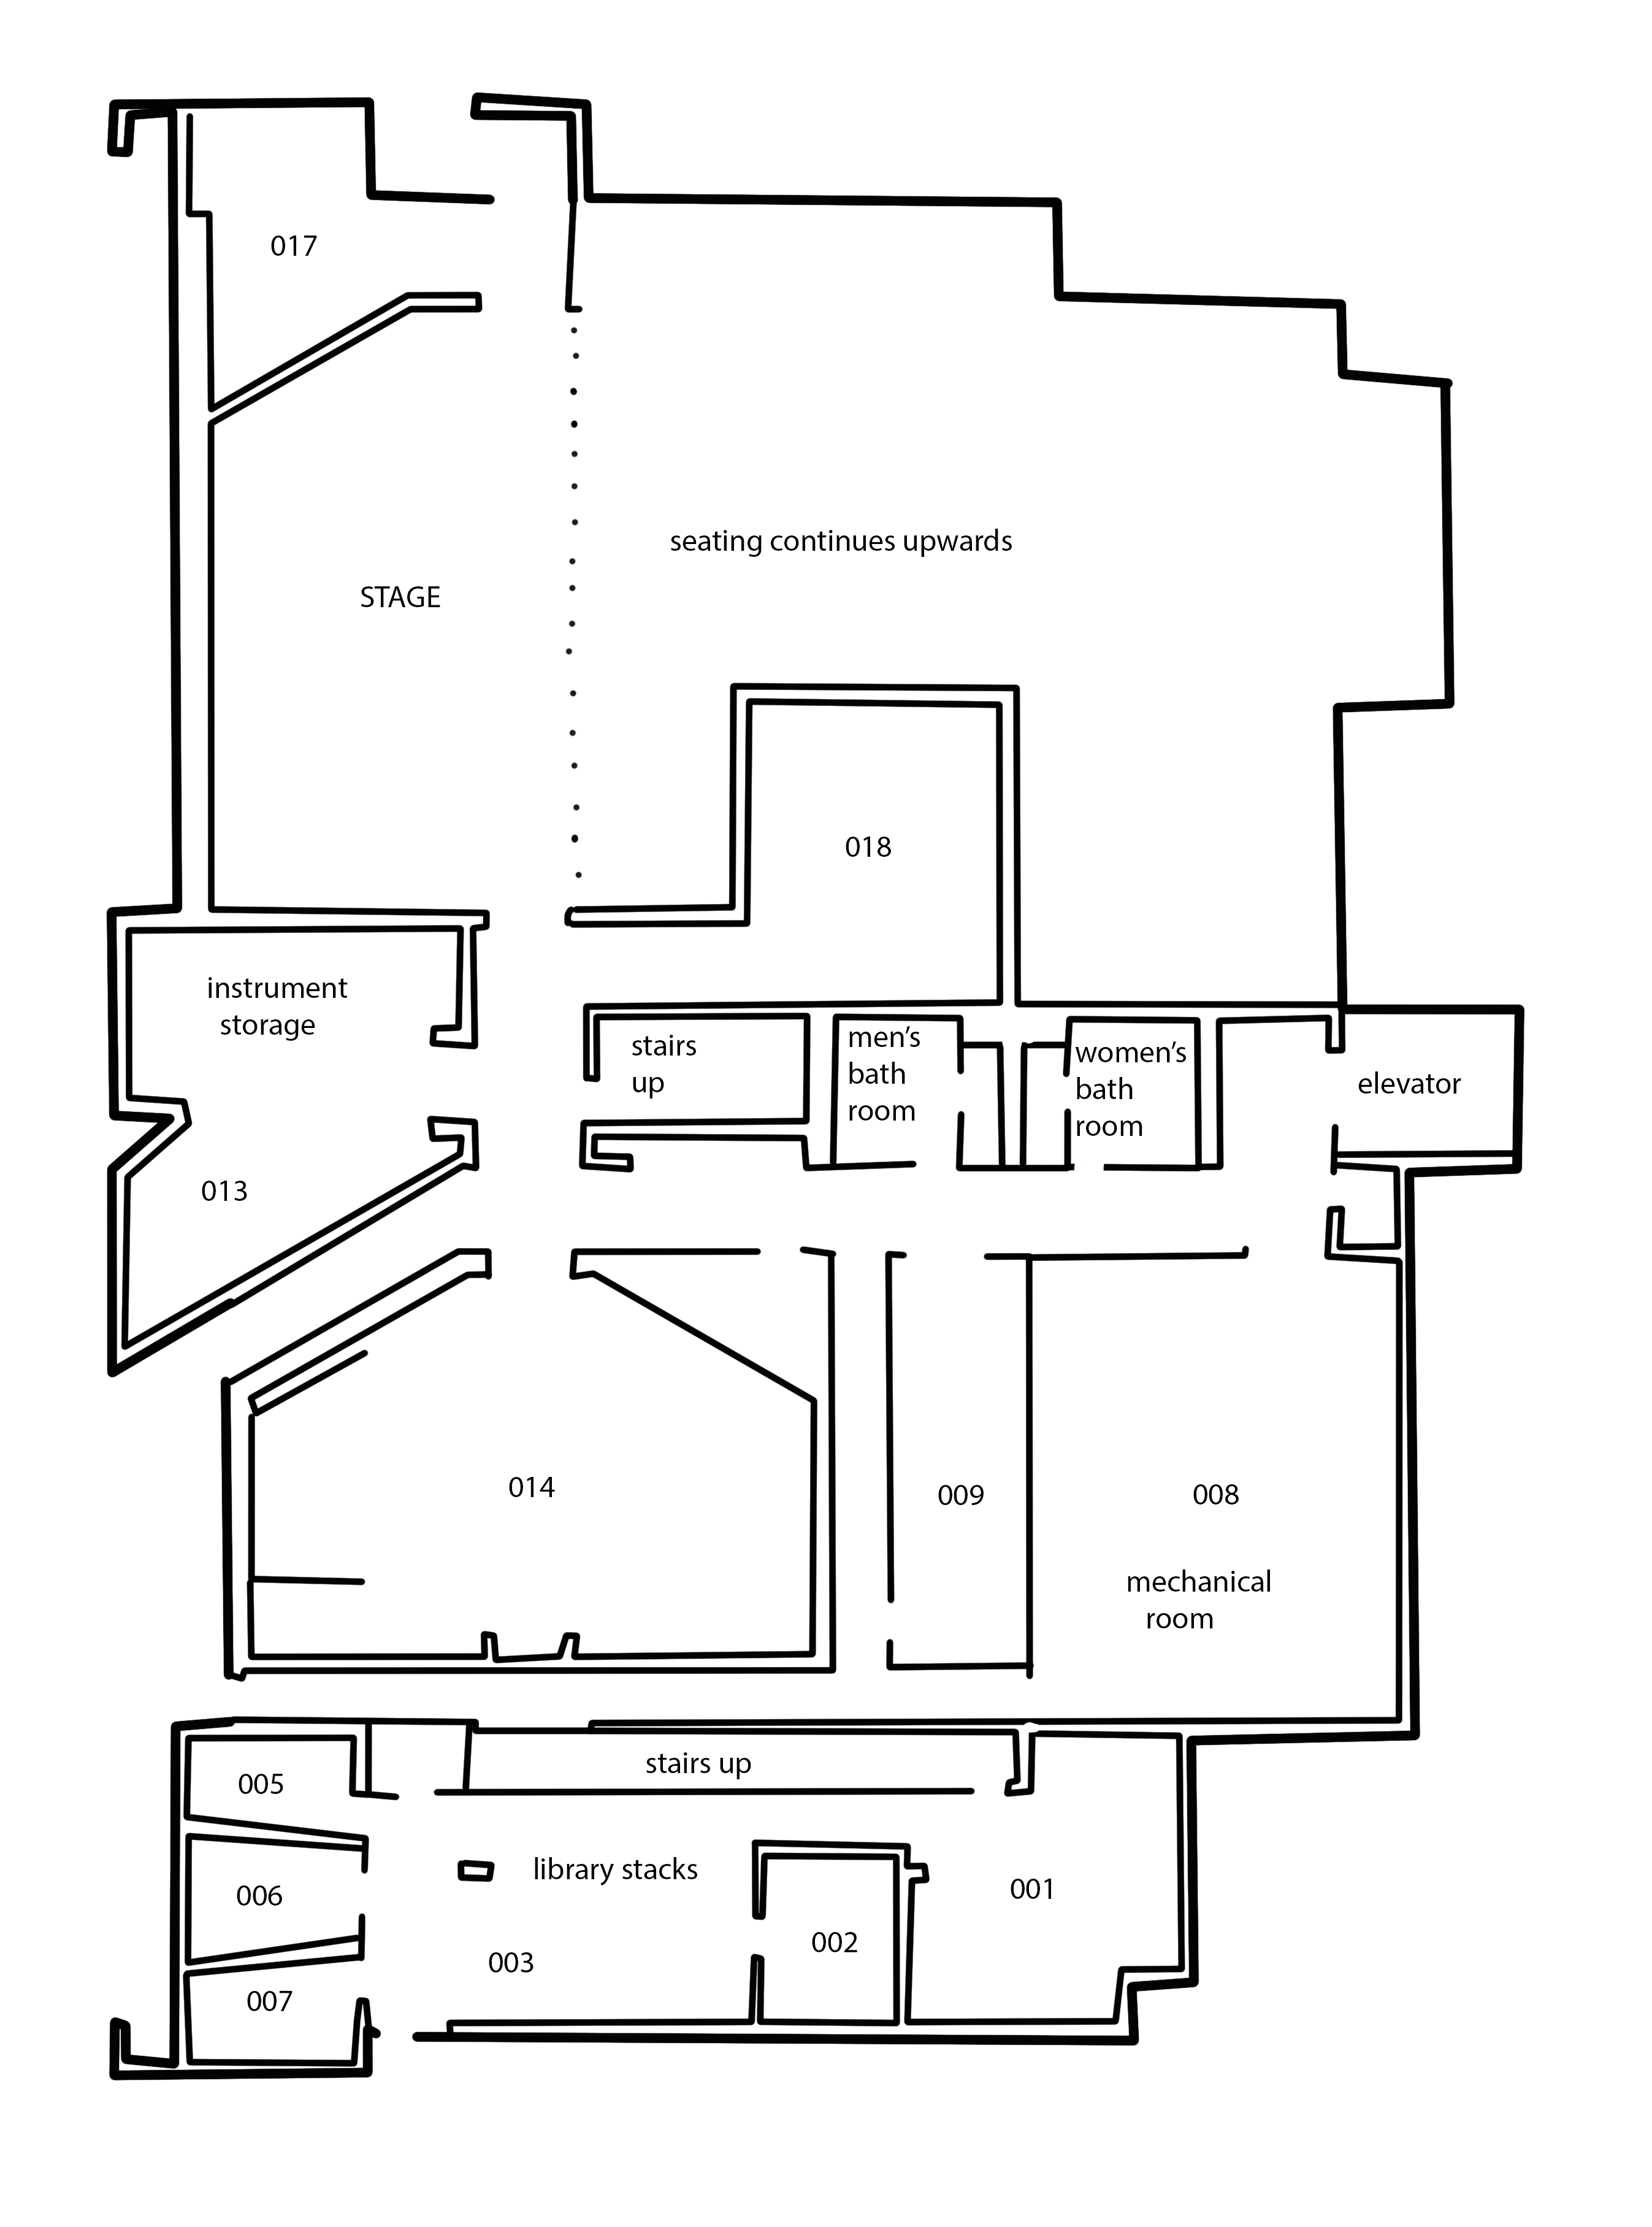 017
seating continues upwards
STAGE
018
instrument
storage
stairs
up
men's
bath
room
women's
bath
room
elevator
013
014
009
008
mechanical
room
stairs up
005
library stacks
001
006
002
003
007